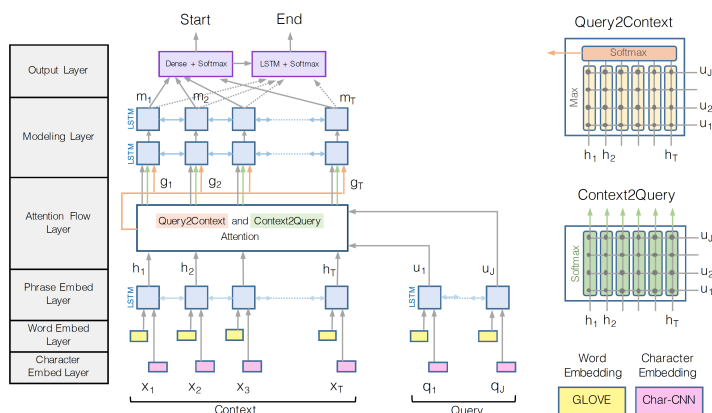 Start
End
Query2Context
Output Layer
Dense + Softmax
LSTM + Softmax
Softmax
Max
u_J
u_2
u_1
h_1
h_2
h_T
m_1
m_2
m_T
Modeling Layer
LSTM
LSTM
g_1
g_2
g_T
Attention Flow
Layer
Query2Context and Context2Query
Attention
Context2Query
Softmax
u_J
u_2
u_1
h_1
h_2
h_T
h_1
h_2
h_T
u_1
u_J
Phrase Embed
Layer
LSTM
LSTM
Word Embed
Layer
Character
Embed Layer
x_1
x_2
x_3
x_T
q_1
q_J
Context
Query
Word
Embedding
Character
Embedding
GLOVE
Char-CNN